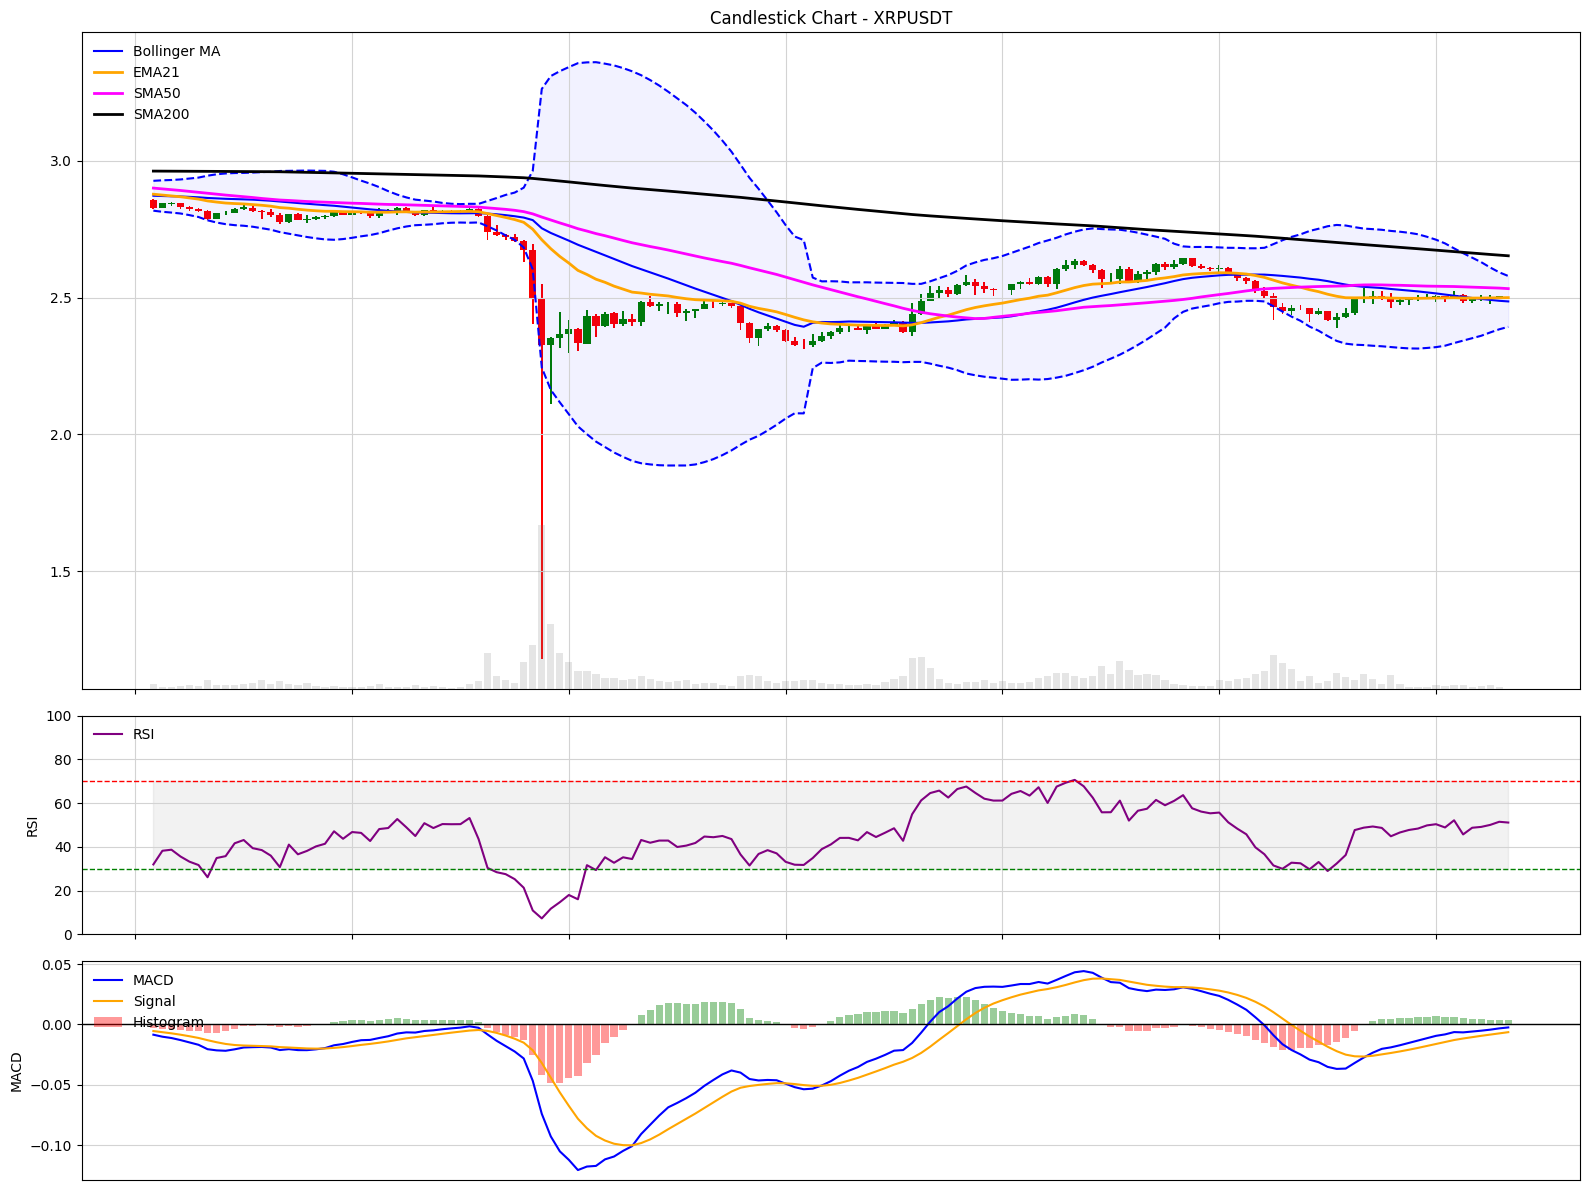 Candlestick Chart - XRPUSDT
Bollinger MA
EMA21
SMA50
SMA200
3.0
2.5
2.0
1.5
100
80
60
40
20
0
RSI
RSI
0.05
0.00
−0.05
−0.10
MACD
MACD
Signal
Histogram